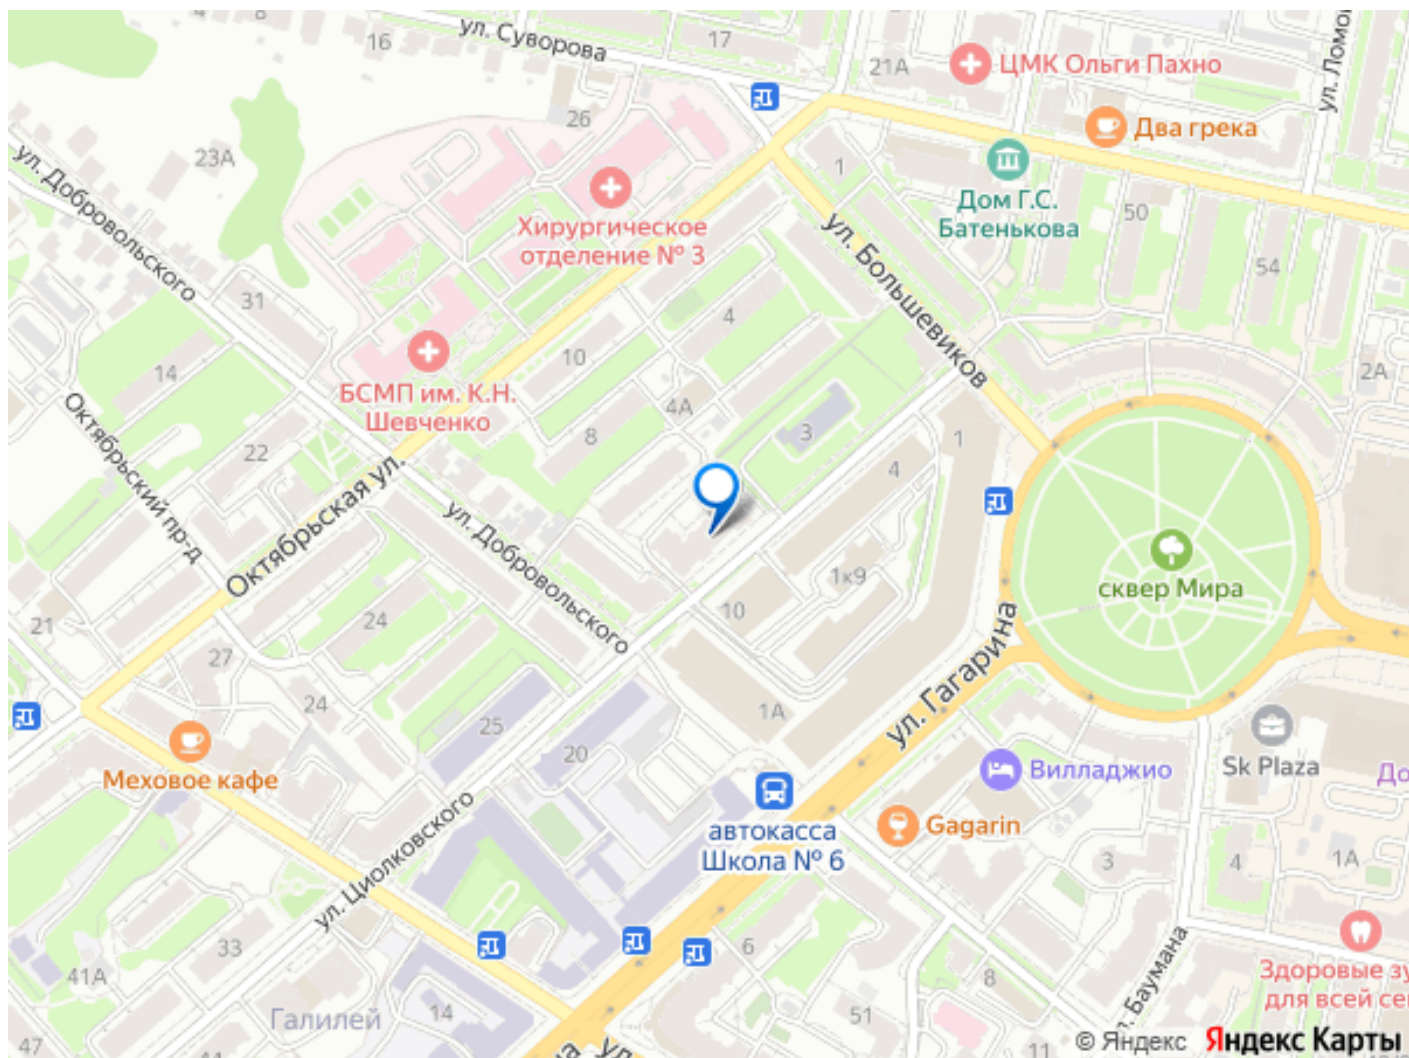 ул. Суворова
16
17
21А
ЦМК Ольги Пахно
Два грека
26
23А
1
Хирургическое
отделение № 3
Дом Г.С.
Батенькова
50
54
ул. Добровольского
ул. Большевиков
31
4
10
14
БСМП им. К.Н.
Шевченко
4А
2А
8
3
1
22
4
Октябрьский пр-д
Октябрьская ул.
ул. Добровольского
1к9
сквер Мира
10
21
24
27
24
1А
25
20
ул. Гагарина
Меховое кафе
Вилладжио
Sk Plaza
До
автокасса
Школа № 6
Gagarin
3
4
1А
ул. Циолковского
33
6
41А
8
Здоровые зу
для всей сем
Галилей
14
51
47
11
© Яндекс
Яндекс Карты